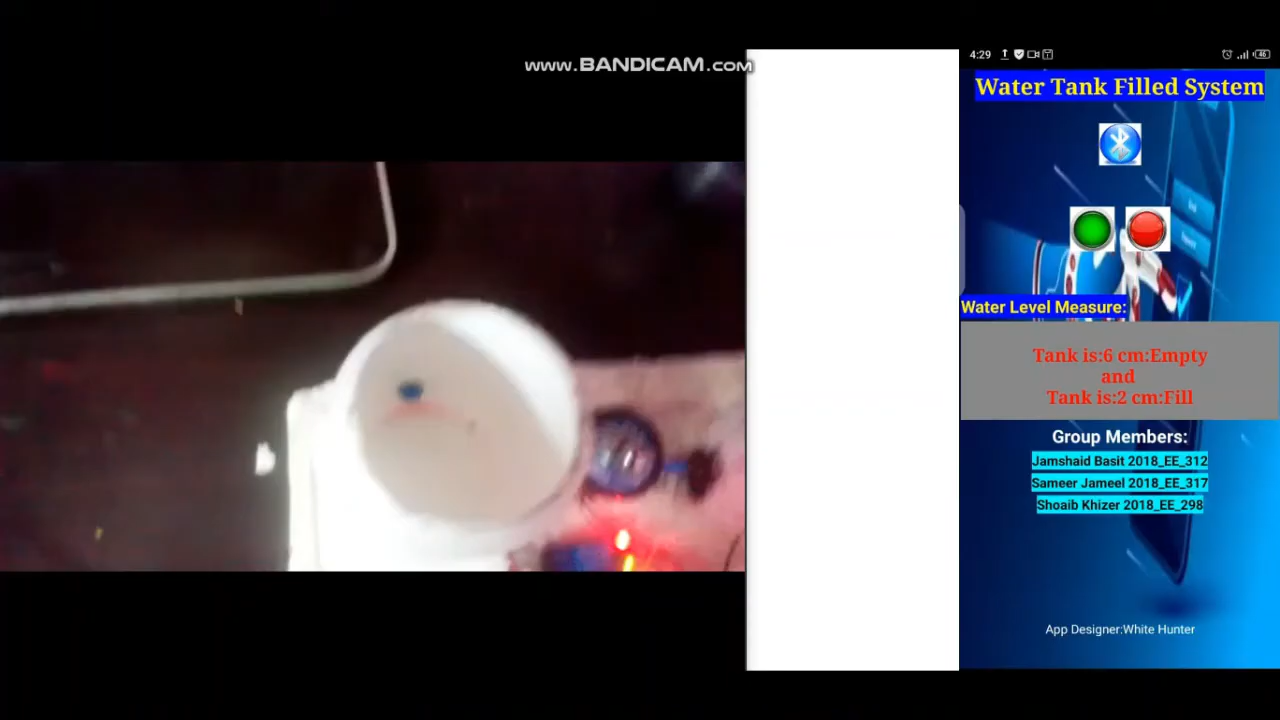 www.BANDICAM.com
4:29
46
Water Tank Filled System
Water Level Measure:
Tank is:6 cm:Empty
and
Tank is:2 cm:Fill
Group Members:
Jamshaid Basit 2018_EE_312
Sameer Jameel 2018_EE_317
Shoaib Khizer 2018_EE_298
App Designer:White Hunter